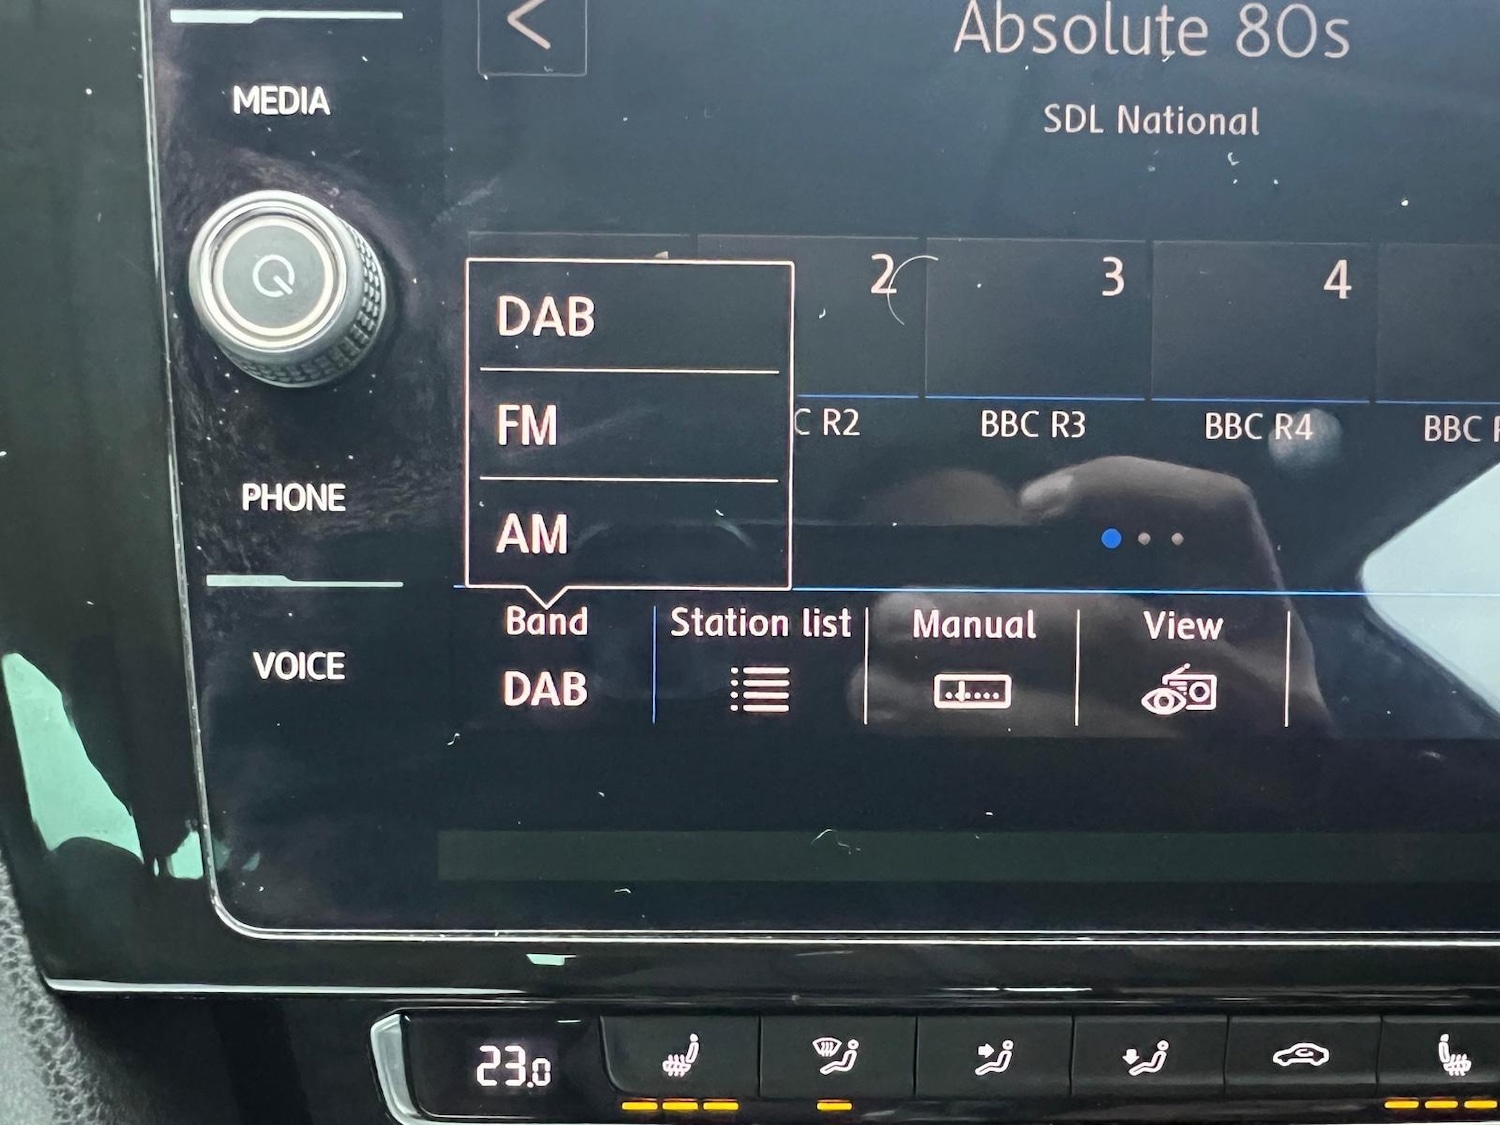 Absolute 80s
MEDIA
SDL National
2
3
4
DAB
FM
AM
C R2
BBC R3
BBC R4
BBC
PHONE
Band
Station list
Manual
View
VOICE
DAB
23.0